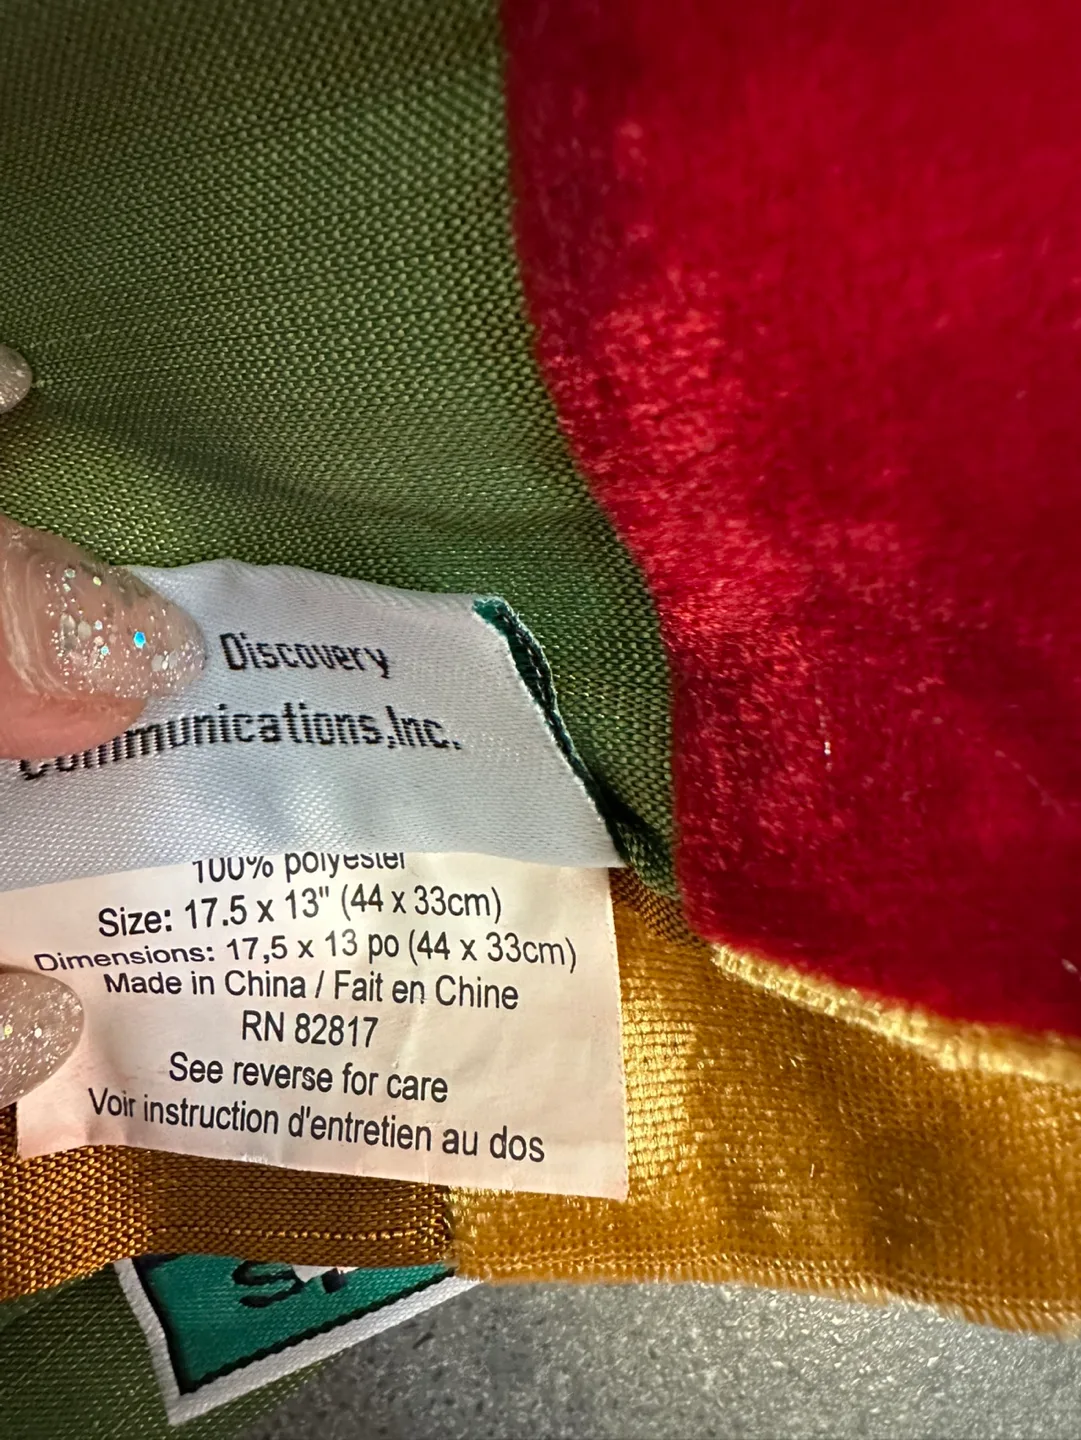 Discovery
Communications,Inc.
100% polyester
Size: 17.5 x 13" (44 x 33cm)
Dimensions: 17,5 x 13 po (44 x 33cm)
Made in China / Fait en Chine
RN 82817
See reverse for care
Voir instruction d'entretien au dos